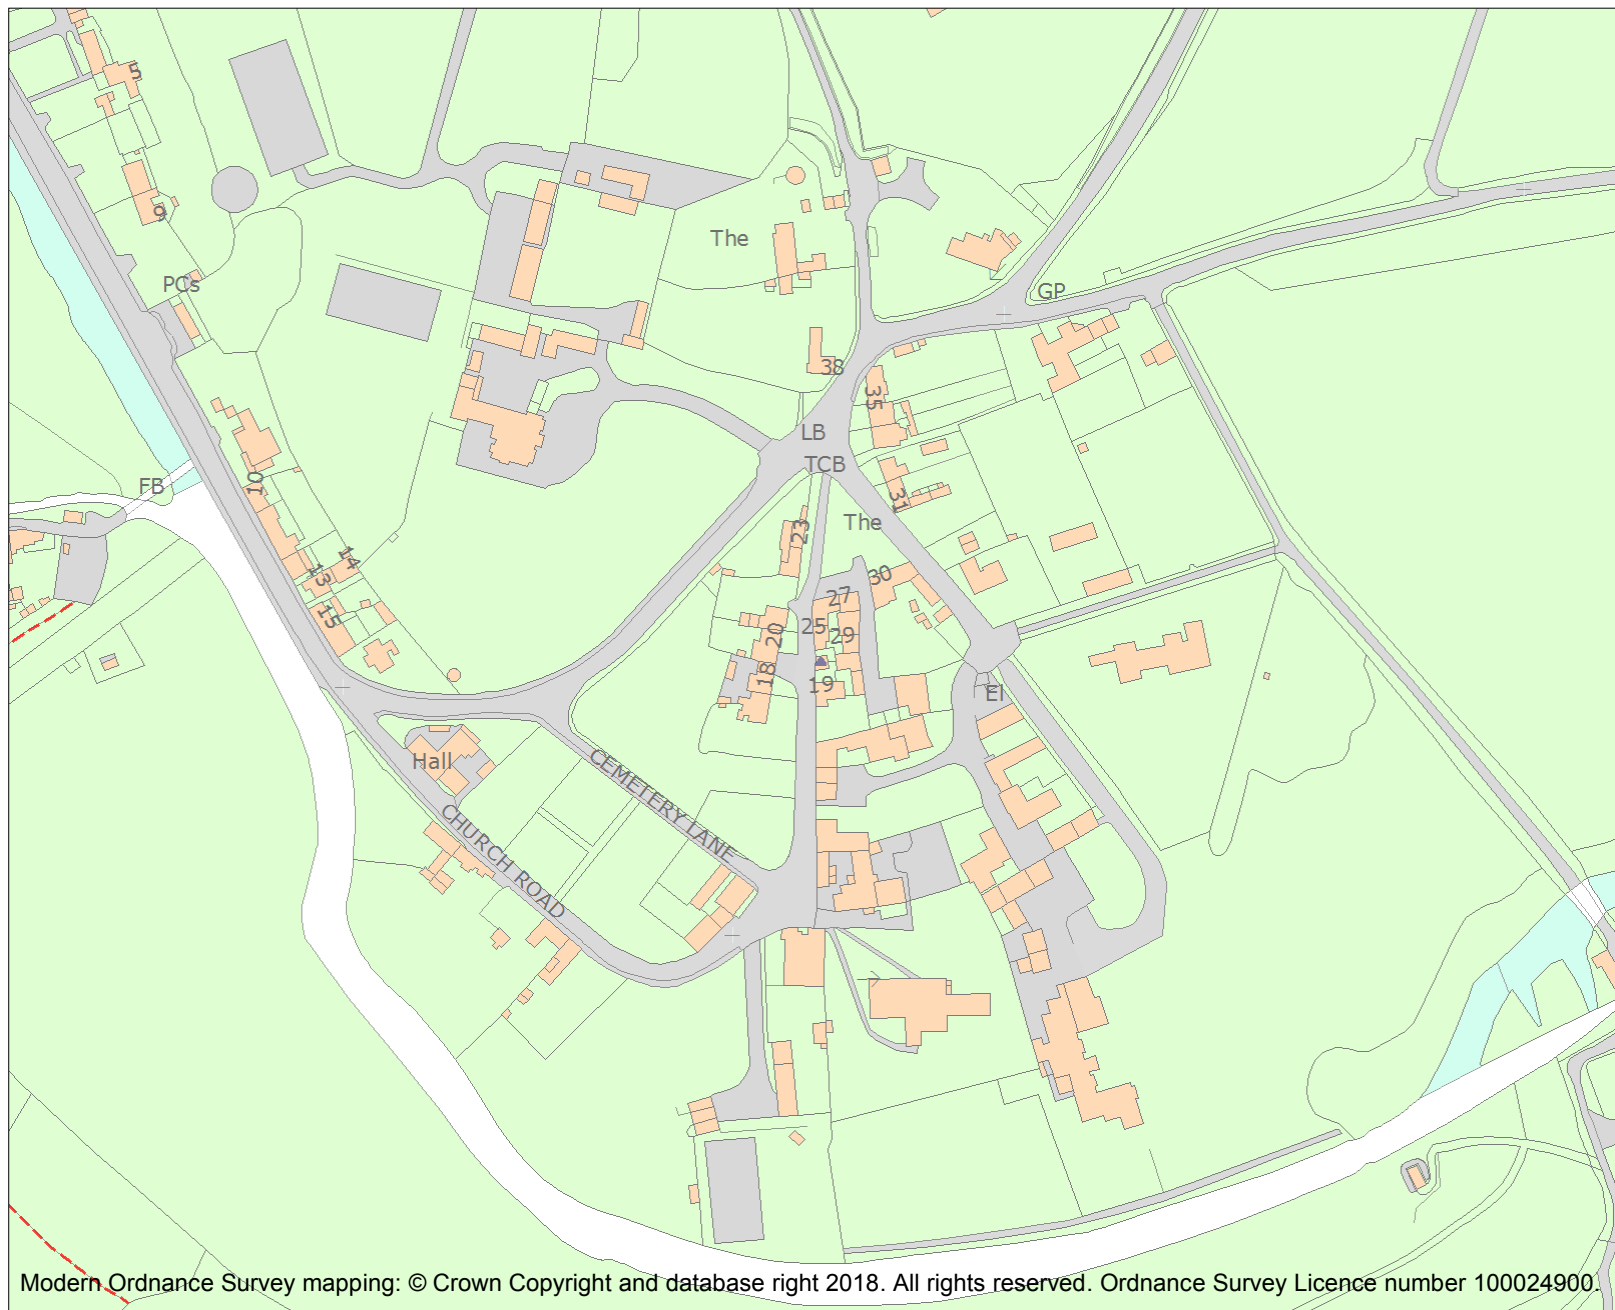 5
9
The
PCs
GP
38
35
LB
TCB
10
FB
31
23
The
14
13
30
27
15
25
29
20
18
19
El
Hall
CEMETERY LANE
CHURCH ROAD
7
Modern Ordnance Survey mapping: © Crown Copyright and database right 2018. All rights reserved. Ordnance Survey Licence number 100024900.